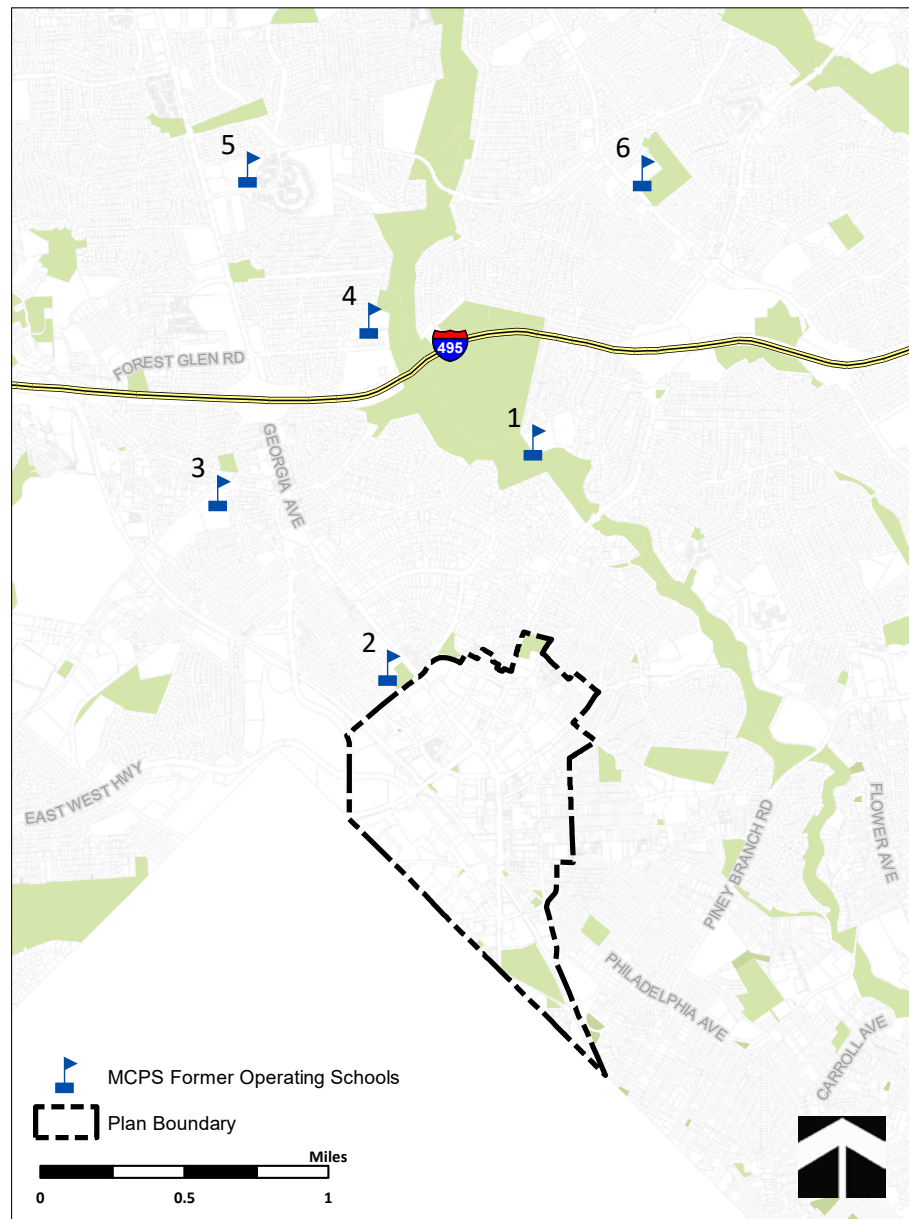 5
6
4
495
FOREST GLEN RD
1
GEORGIA AVE
3
2
EAST WEST HWY
FLOWER AVE
PINEY BRANCH RD
PHILADELPHIA AVE
CARROLL AVE
MCPS Former Operating Schools
Plan Boundary
Miles
0 0.5 1